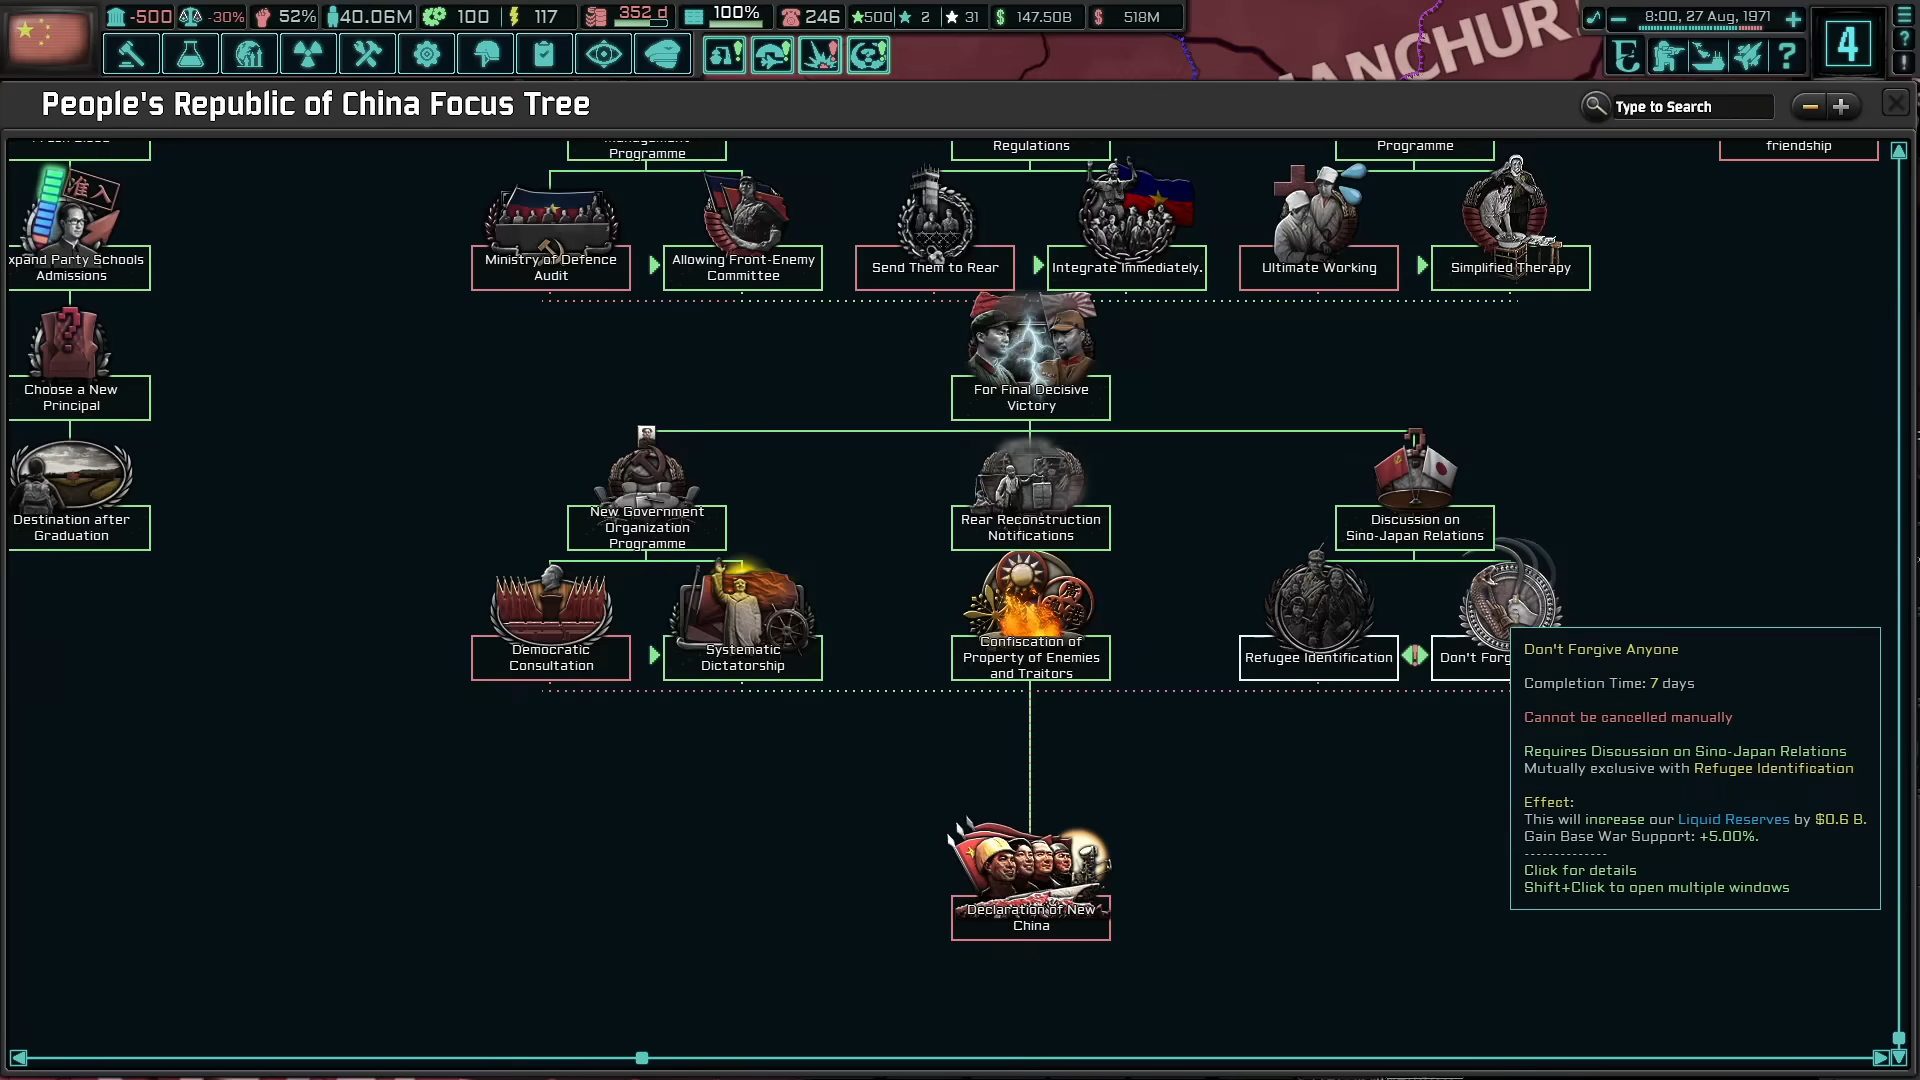 -500
-30%
52%
40.06M
100
117
352 d
100%
246
500
2
31
147.50B
518M
8:00, 27 Aug, 1971
4
ANCHUR
People's Republic of China Focus Tree
Type to Search
Programme
Regulations
Programme
friendship
准入
xpand Party Schools
Admissions
Ministry of Defence
Audit
Allowing Front-Enemy
Committee
Send Them to Rear
Integrate Immediately.
Ultimate Working
Simplified Therapy
Choose a New
Principal
For Final Decisive
Victory
Destination after
Graduation
New Government
Organization
Programme
Rear Reconstruction
Notifications
Discussion on
Sino-Japan Relations
Democratic
Consultation
Systematic
Dictatorship
Confiscation of
Property of Enemies
and Traitors
Refugee Identification
Don't Forg
Don't Forgive Anyone
Completion Time: 7 days
Cannot be cancelled manually
Requires Discussion on Sino-Japan Relations
Mutually exclusive with Refugee Identification
Effect:
This will increase our Liquid Reserves by $0.6 B.
Gain Base War Support: +5.00%.
--------------
Click for details
Shift+Click to open multiple windows
Declaration of New
China